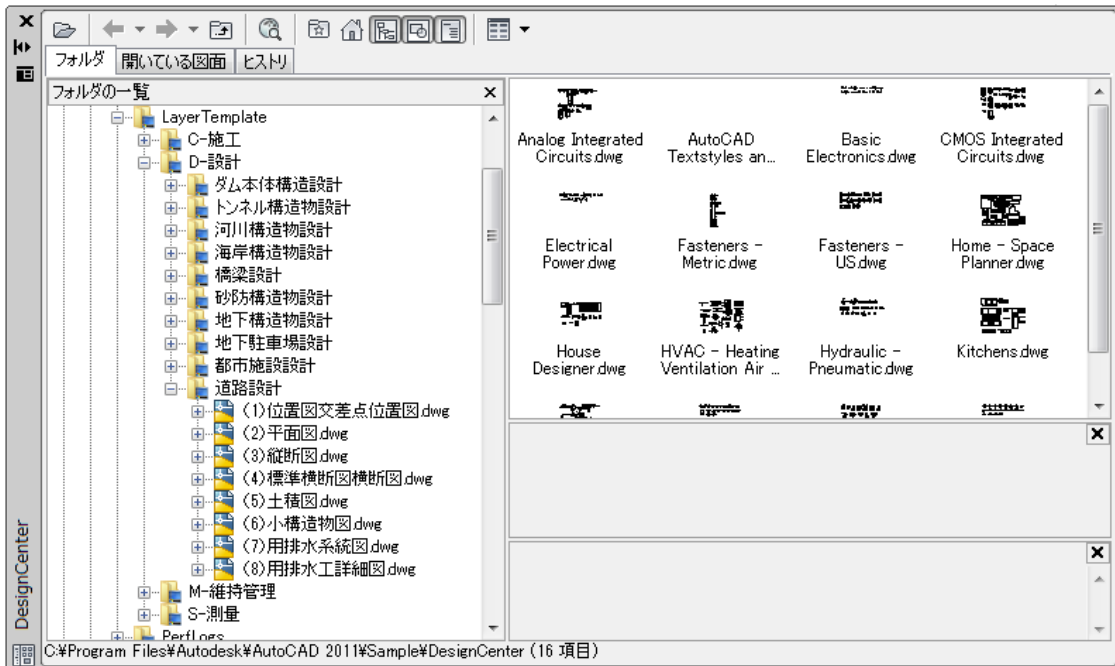 フォルダ 開いている図面 ヒストリ
フォルダの一覧
LayerTemplate
C-施工
D-設計
ダム本体構造設計
トンネル構造物設計
河川構造物設計
海岸構造物設計
橋梁設計
砂防構造物設計
地下構造物設計
地下駐車場設計
都市施設設計
道路設計
(1)位置図交差点位置図.dwg
(2)平面図.dwg
(3)縦断図.dwg
(4)標準横断図横断図.dwg
(5)土積図.dwg
(6)小構造物図.dwg
(7)用排水系統図.dwg
(8)用排水工詳細図.dwg
M-維持管理
S-測量
PerfLogs
Analog Integrated
Circuits.dwg
AutoCAD
Textstyles an...
Basic
Electronics.dwg
CMOS Integrated
Circuits.dwg
Electrical
Power.dwg
Fasteners -
Metric.dwg
Fasteners -
US.dwg
Home - Space
Planner.dwg
House
Designer.dwg
HVAC - Heating
Ventilation Air ...
Hydraulic -
Pneumatic.dwg
Kitchens.dwg
DesignCenter
C:¥Program Files¥Autodesk¥AutoCAD 2011¥Sample¥DesignCenter (16 項目)